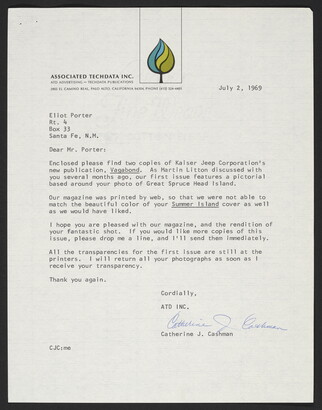 ASSOCIATED TECHDATA INC.
ATD ADVERTISING • TECHDATA PUBLICATIONS
July 2, 1969
Eliot Porter
Rt. 4
Box 33
Santa Fe, N.M.
Dear Mr. Porter:
Enclosed please find two copies of Kaiser Jeep Corporation's
new publication, Vagabond. As Martin Litton discussed with
you several months ago, our first issue features a pictorial
based around your photo of Great Spruce Head Island.
Our magazine was printed by web, so that we were not able to
match the beautiful color of your Summer Island cover as well
as we would have liked.
I hope you are pleased with our magazine, and the rendition of
your fantastic shot. If you would like more copies of this
issue, please drop me a line, and I'll send them immediately.
All the transparencies for the first issue are still at the
printers. I will return all your photographs as soon as I
receive your transparency.
Thank you again.
Cordially,
ATD INC,
Catherine J. Cashman
Catherine J. Cashman
CJC:me